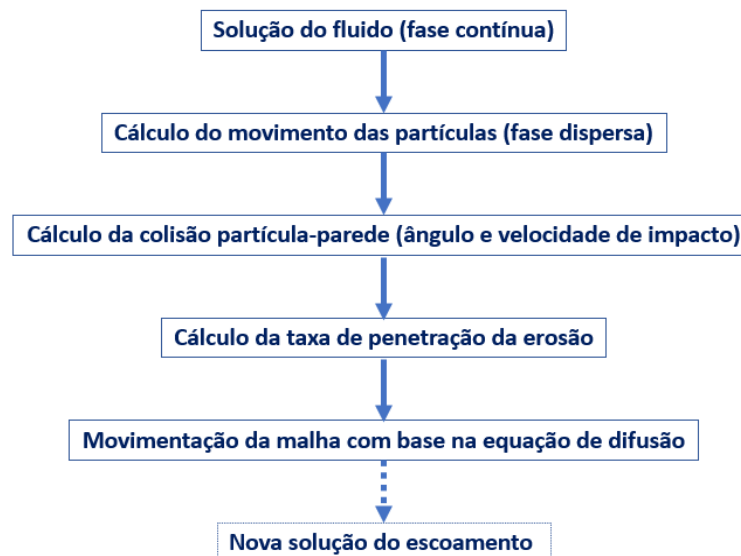 Solução do fluido (fase contínua)
Cálculo do movimento das partículas (fase dispersa)
Cálculo da colisão partícula-parede (ângulo e velocidade de impacto)
Cálculo da taxa de penetração da erosão
Movimentação da malha com base na equação de difusão
Nova solução do escoamento